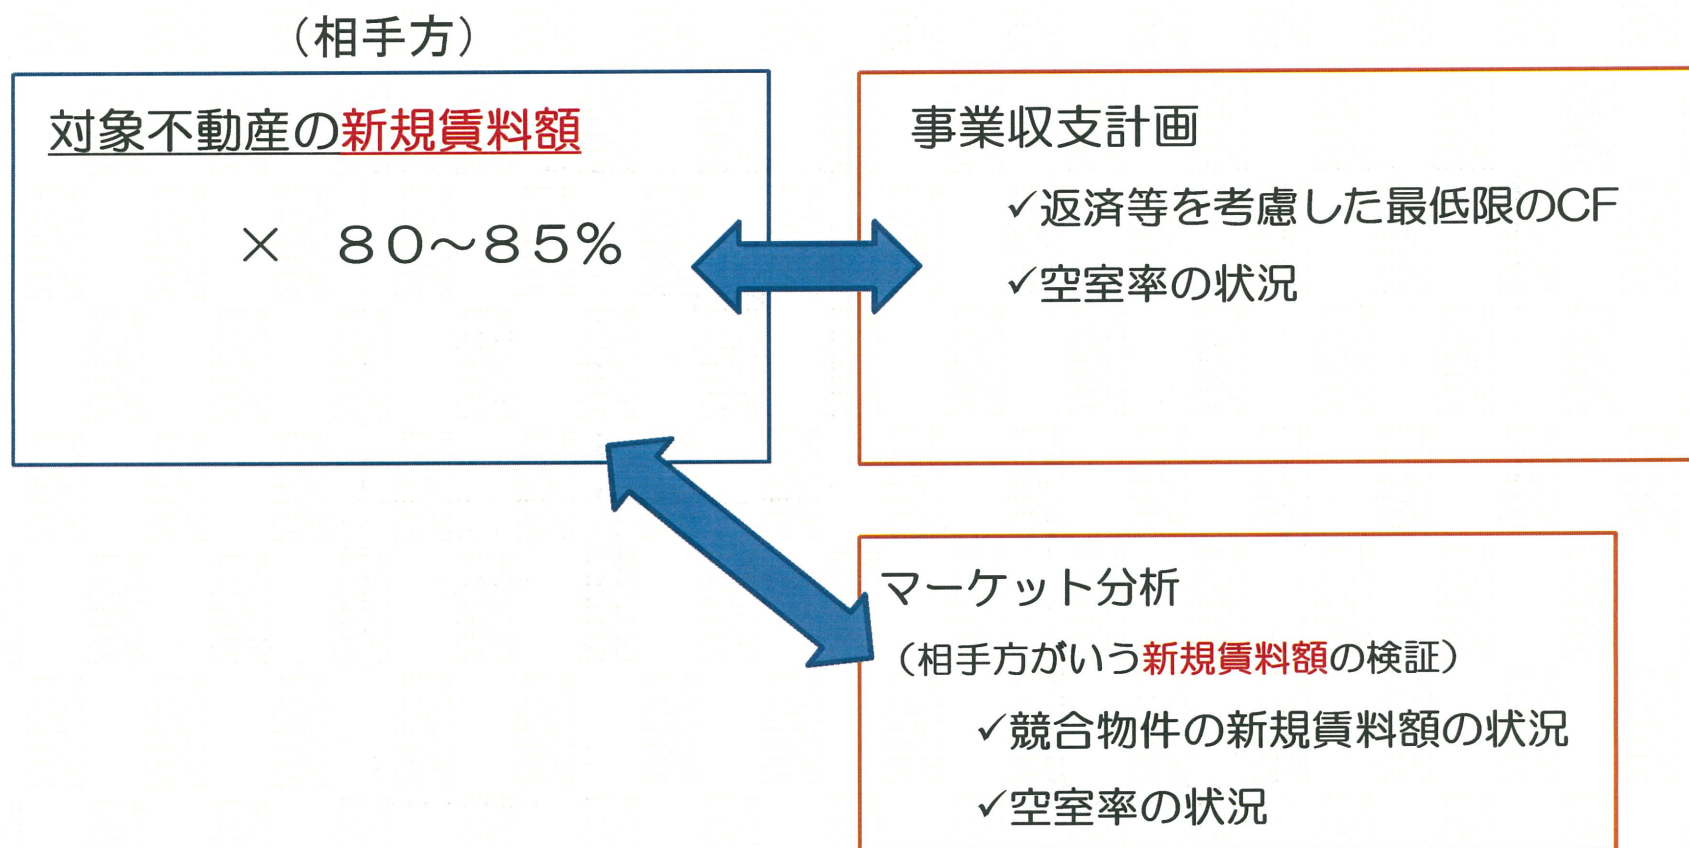 （相手方）
対象不動産の新規賃料額
× ８０～８５％
事業収支計画
✓返済等を考慮した最低限のCF
✓空室率の状況
マーケット分析
（相手方がいう新規賃料額の検証）
✓競合物件の新規賃料額の状況
✓空室率の状況